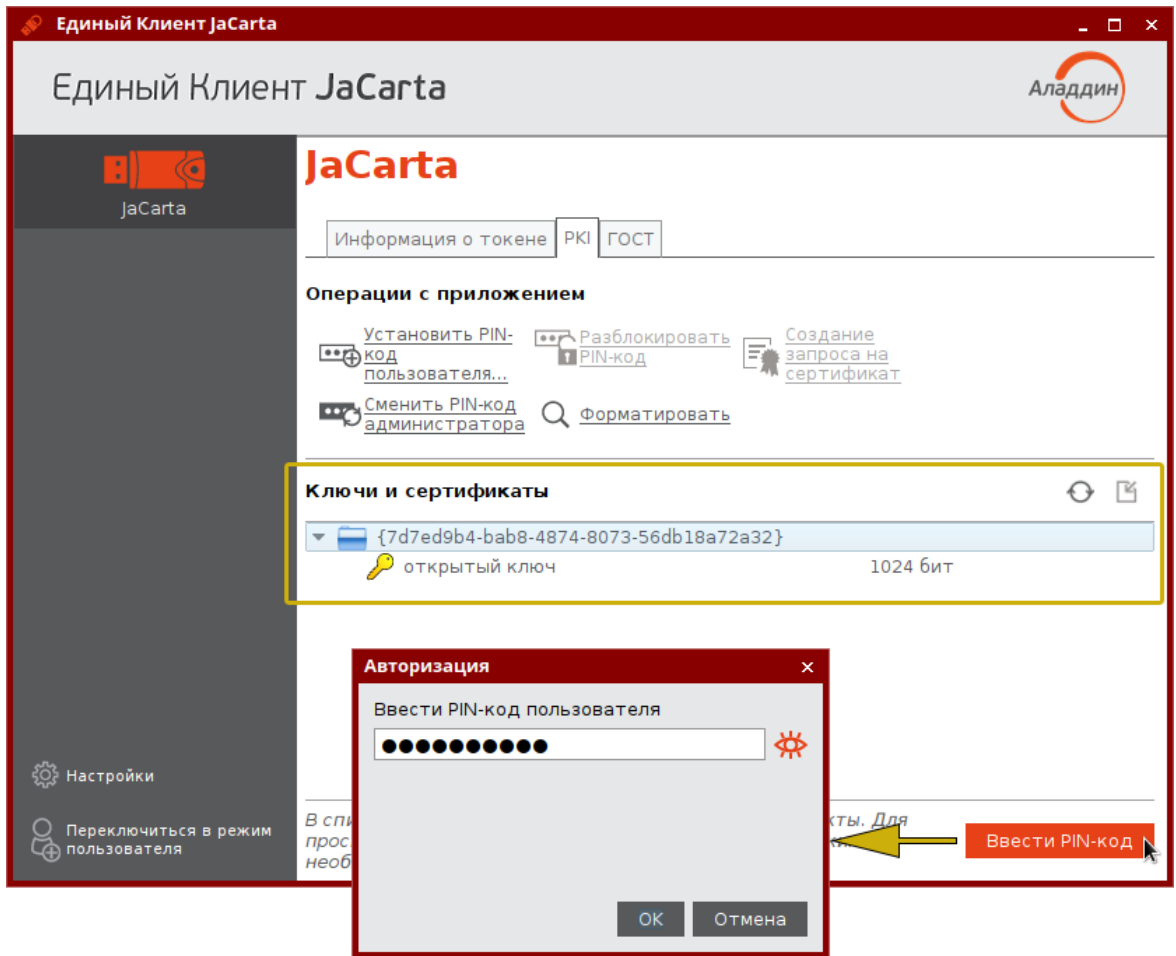 Единый Клиент JaCarta
Единый Клиент JaCarta
Аладдин
JaCarta
JaCarta
Информация о токене
PKI
ГОСТ
Операции с приложением
Установить PIN-
код
пользователя...
Разблокировать
PIN-код
Создание
запроса на
сертификат
Сменить PIN-код
администратора
Форматировать
Ключи и сертификаты
{7d7ed9b4-bab8-4874-8073-56db18a72a32}
открытый ключ 1024 бит
Авторизация
Ввести PIN-код пользователя
●●●●●●●●●●
Настройки
Переключиться в режим
пользователя
Для
Ввести PIN-код
OK
Отмена